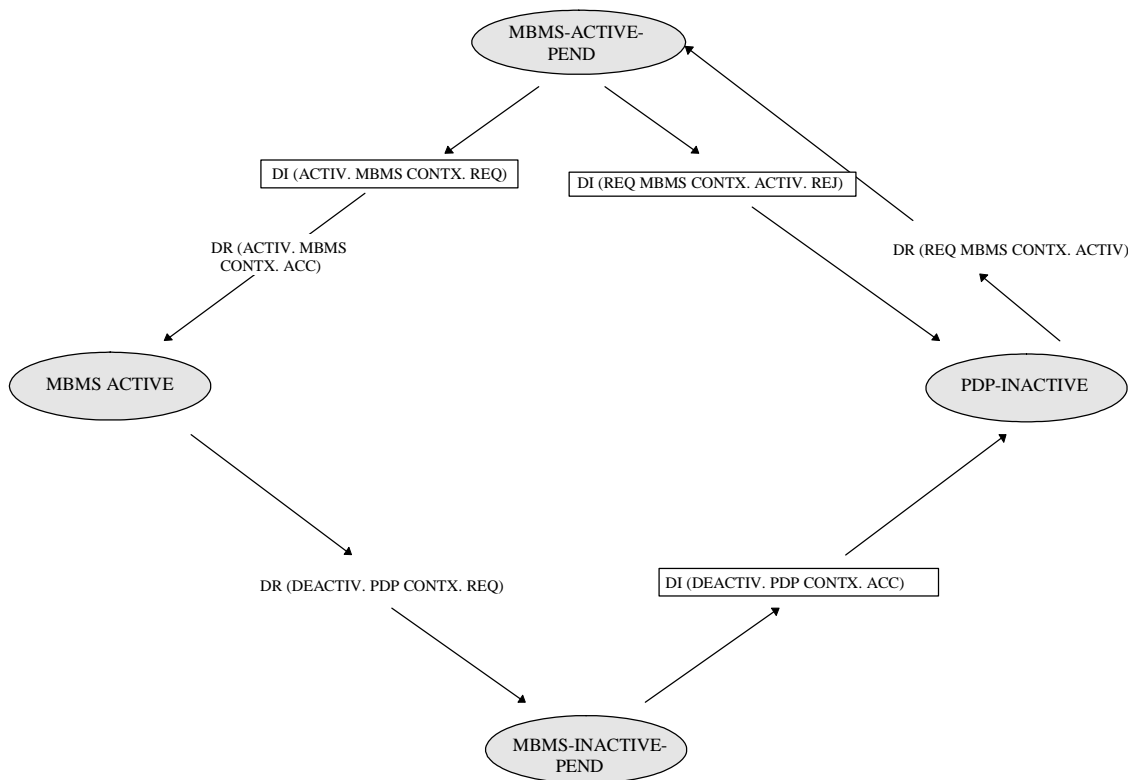 MBMS-ACTIVE-
PEND
DI (ACTIV. MBMS CONTX. REQ)
DI (REQ MBMS CONTX. ACTIV. REJ)
DR (ACTIV. MBMS
CONTX. ACC)
DR (REQ MBMS CONTX. ACTIV)
MBMS ACTIVE
PDP-INACTIVE
DR (DEACTIV. PDP CONTX. REQ)
DI (DEACTIV. PDP CONTX. ACC)
MBMS-INACTIVE-
PEND